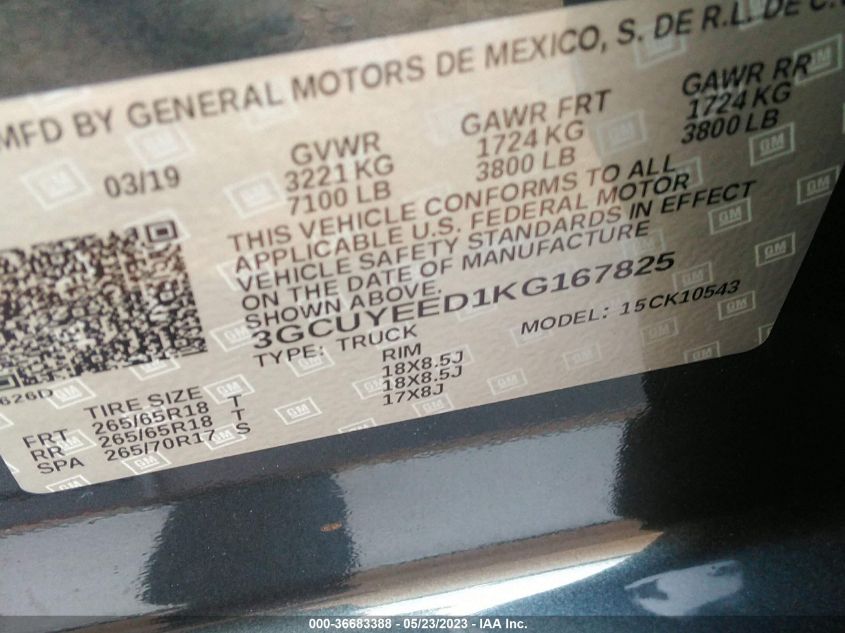 MFD BY GENERAL MOTORS DE MEXICO, S. DE R.L. DE C.
03/19
GVWR
3221 KG
7100 LB
GAWR FRT
1724 KG
3800 LB
GAWR RR
1724 KG
3800 LB
THIS VEHICLE CONFORMS TO ALL
APPLICABLE U.S. FEDERAL MOTOR
VEHICLE SAFETY STANDARDS IN EFFECT
ON THE DATE OF MANUFACTURE
SHOWN ABOVE.
3GCUYEED1KG167825
TYPE: TRUCK
MODEL: 15CK10543
626D
TIRE SIZE
RIM
FRT 265/65R18 T 18X8.5J
RR 265/65R18 T 18X8.5J
SPA 265/70R17 S 17X8J
000-36683388 - 05/23/2023 - IAA Inc.